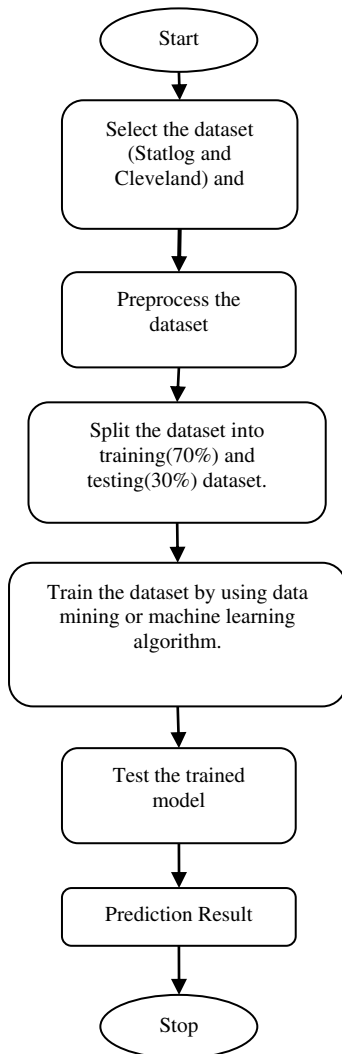 Start
Select the dataset
(Statlog and
Cleveland) and
Preprocess the
dataset
Split the dataset into
training(70%) and
testing(30%) dataset.
Train the dataset by using data
mining or machine learning
algorithm.
Test the trained
model
Prediction Result
Stop